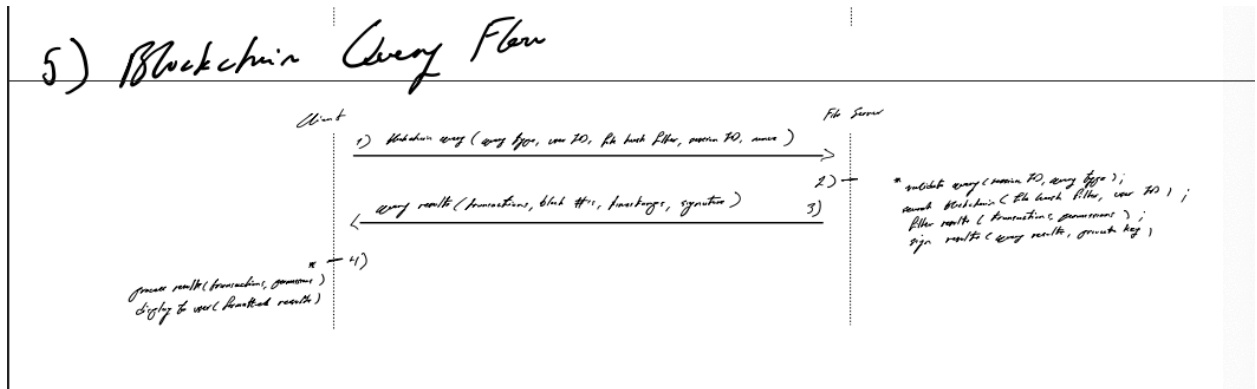 5) Blockchain Query Flow
Client
File Server
1) blockchain query (query type, user ID, file hash filter, session ID, nonce)
2)
* validate query (session ID, query type);
search blockchain (file hash filter, user ID);
filter results (transactions permissions);
sign results (query results, private key)
query results (transactions, block #'s, timestamps, signature)
3)
* 4)
process results (transactions, permissions)
display to user (formatted results)